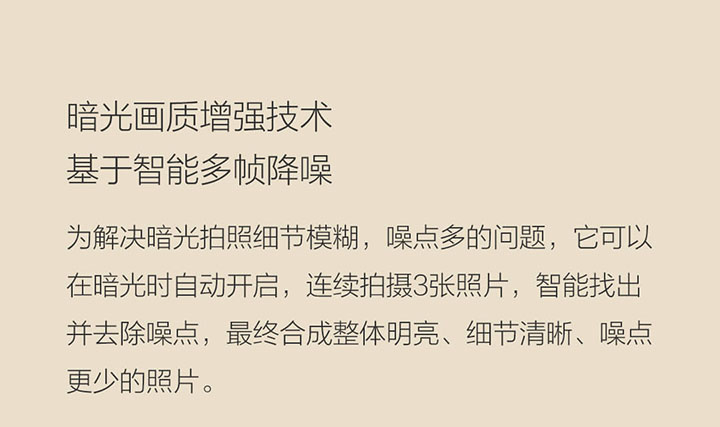 暗光画质增强技术
基于智能多帧降噪
为解决暗光拍照细节模糊，噪点多的问题，它可以
在暗光时自动开启，连续拍摄3张照片，智能找出
并去除噪点，最终合成整体明亮、细节清晰、噪点
更少的照片。